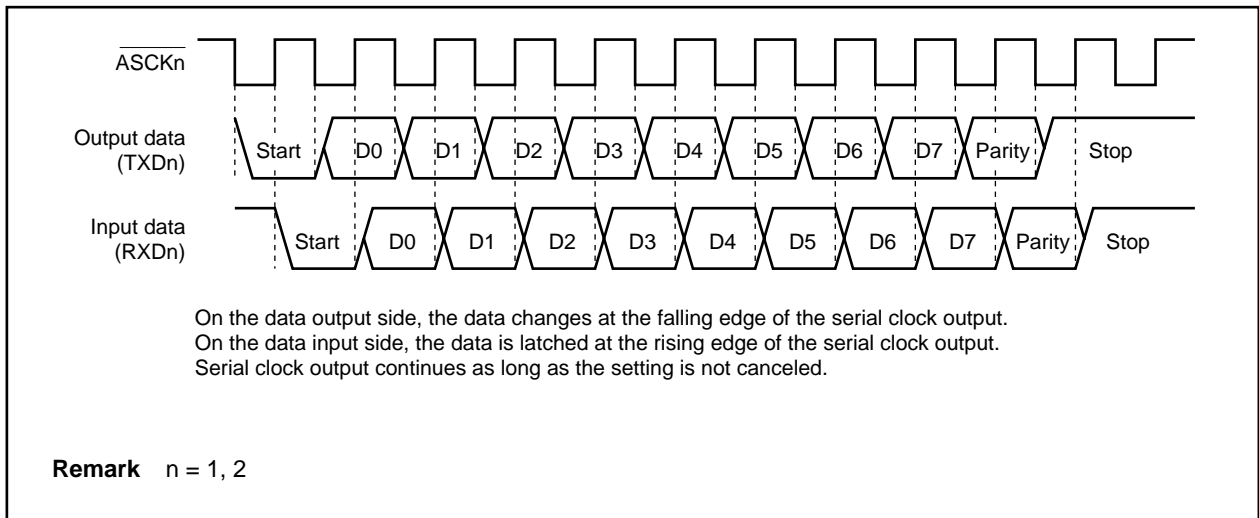 ASCKn
Output data
(TXDn)
Start D0 D1 D2 D3 D4 D5 D6 D7 Parity Stop
Input data
(RXDn)
Start D0 D1 D2 D3 D4 D5 D6 D7 Parity Stop
On the data output side, the data changes at the falling edge of the serial clock output.
On the data input side, the data is latched at the rising edge of the serial clock output.
Serial clock output continues as long as the setting is not canceled.
Remark n = 1, 2